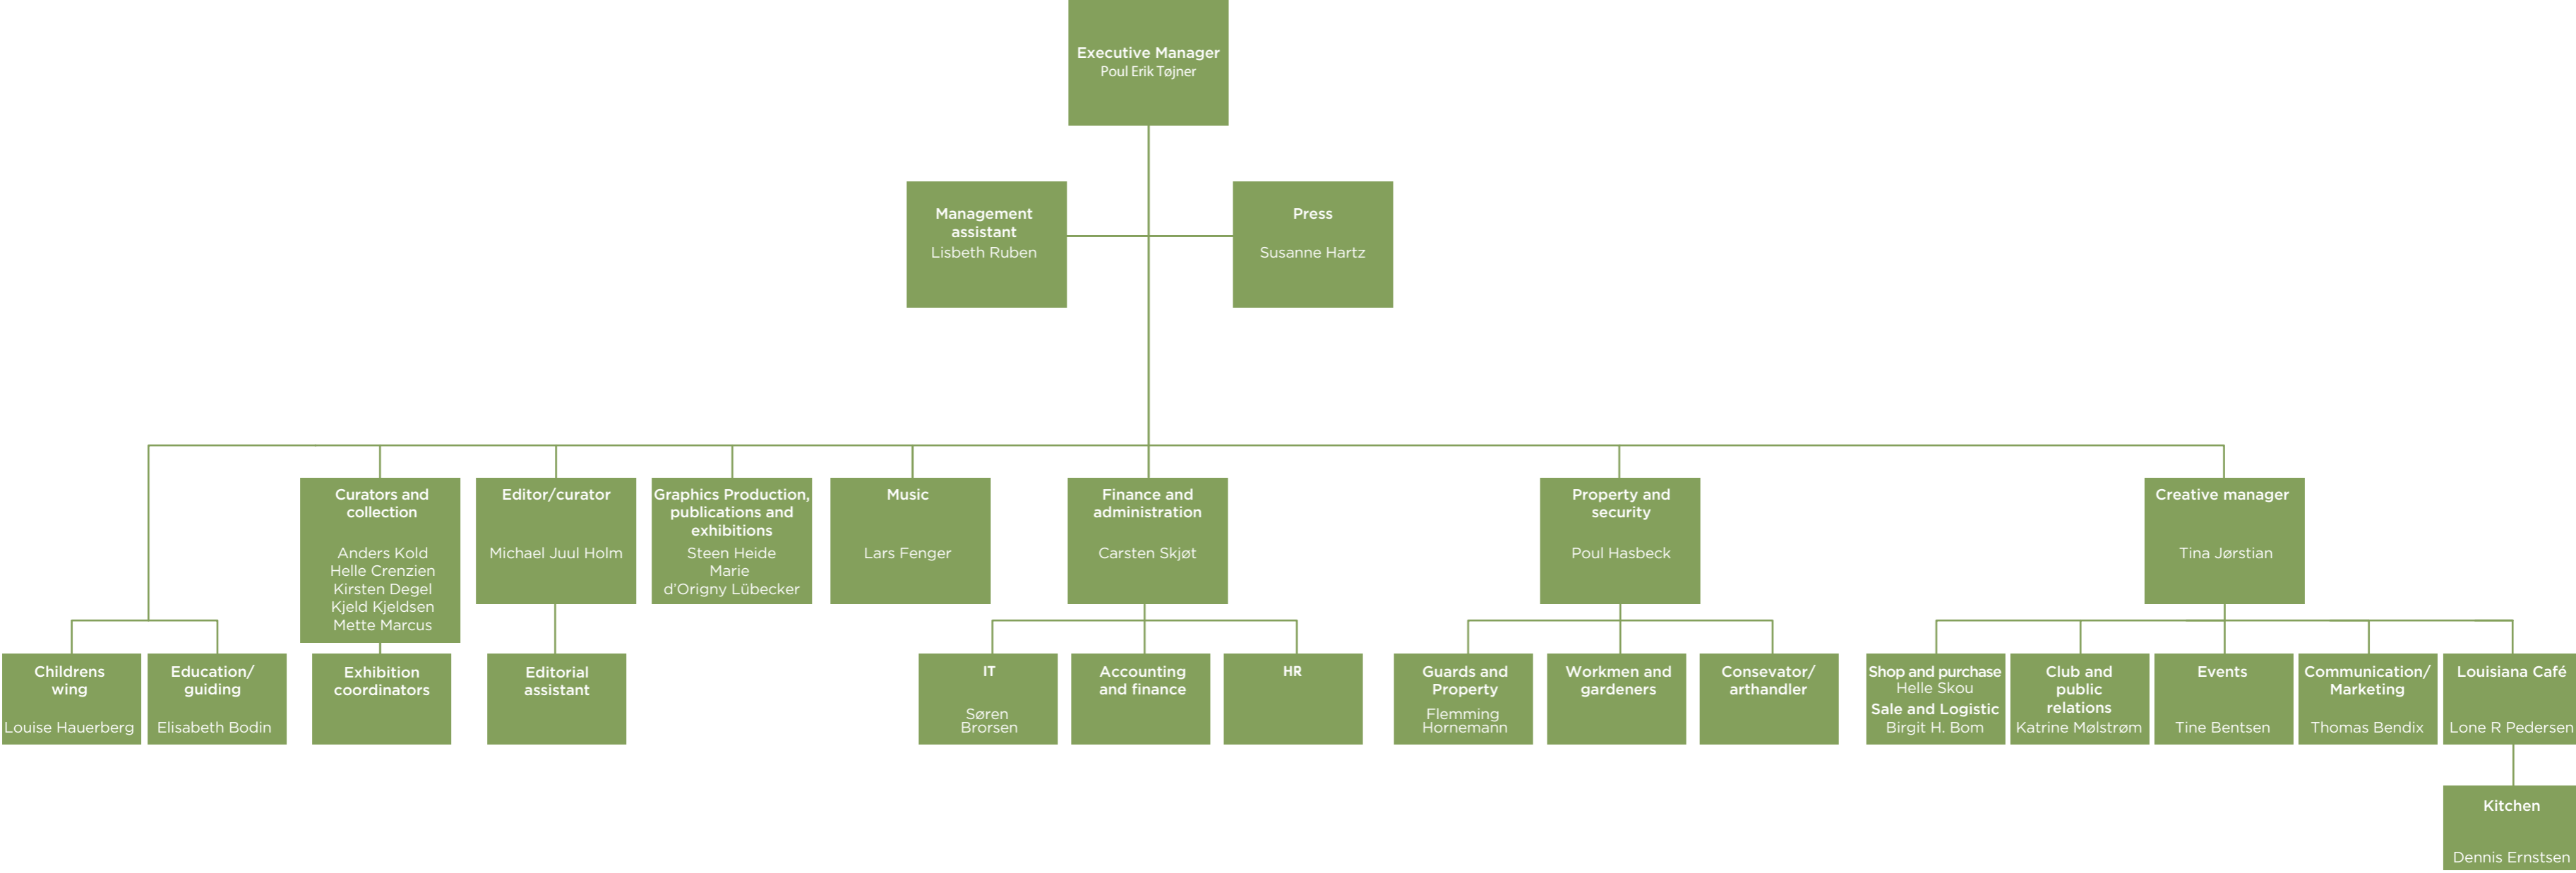 Executive Manager
Poul Erik Tøjner
Management
assistant
Lisbeth Ruben
Press
Susanne Hartz
Curators and
collection
Anders Kold
Helle Crenzien
Kirsten Degel
Kjeld Kjeldsen
Mette Marcus
Editor/curator
Michael Juul Holm
Graphics Production,
publications and
exhibitions
Steen Heide
Marie
d’Origny Lübecker
Music
Lars Fenger
Finance and
administration
Carsten Skjøt
Property and
security
Poul Hasbeck
Creative manager
Tina Jørstian
Childrens
wing
Louise Hauerberg
Education/
guiding
Elisabeth Bodin
Exhibition
coordinators
Editorial
assistant
IT
Søren
Brorsen
Accounting
and finance
HR
Guards and
Property
Flemming
Hornemann
Workmen and
gardeners
Consevator/
arthandler
Shop and purchase
Helle Skou
Sale and Logistic
Birgit H. Bom
Club and
public
relations
Katrine Mølstrøm
Events
Tine Bentsen
Communication/
Marketing
Thomas Bendix
Louisiana Café
Lone R Pedersen
Kitchen
Dennis Ernstsen